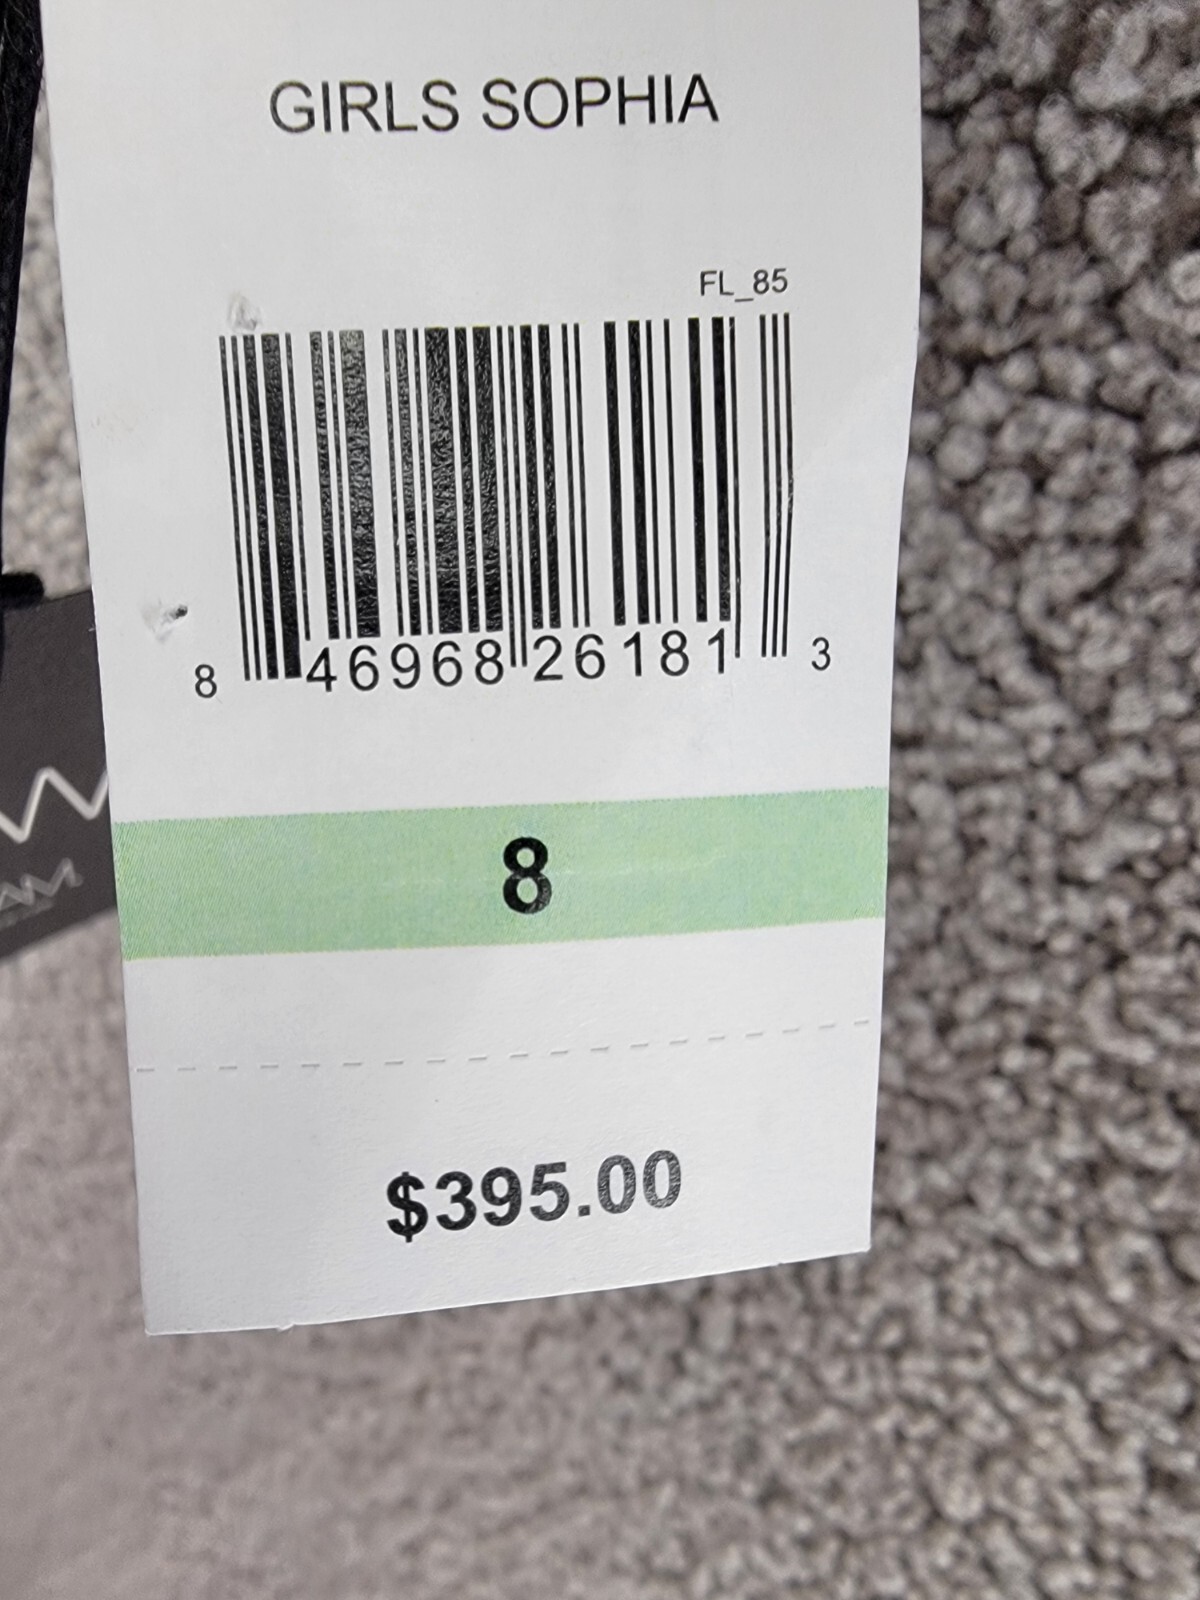 GIRLS SOPHIA
FL_85
8 46968 26181 3
8
$395.00